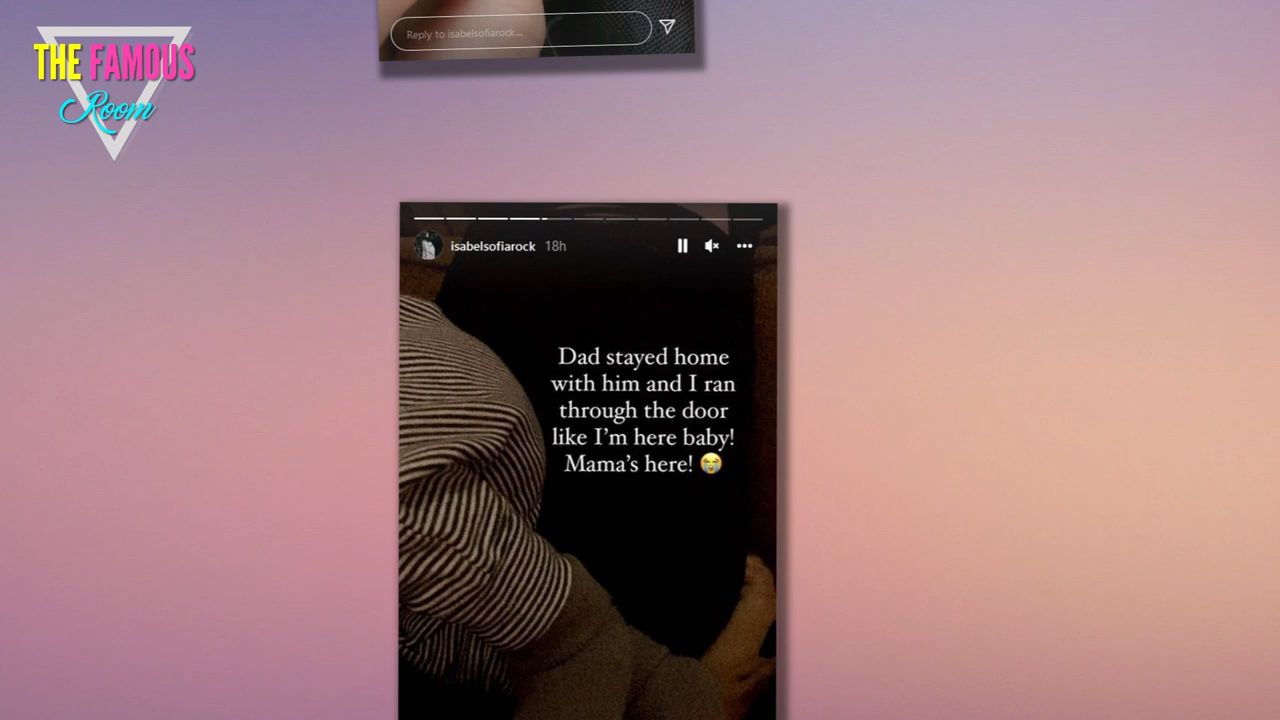 THE FAMOUS
Room
Reply to isabelsofiarock...
isabelsofiarock 18h
Dad stayed home
with him and I ran
through the door
like I'm here baby!
Mama's here! 😭